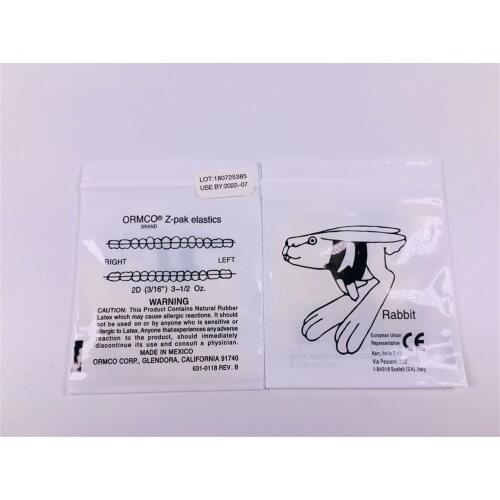 LOT:180725385
USE BY:2022-07
ORMCO® Z-pak elastics
BRAND
RIGHT LEFT
2D (3/16") 3-1/2 Oz.
WARNING
CAUTION: This Product Contains Natural Rubber
Latex which may cause allergic reactions. It should
not be used on or by anyone who is sensitive or
allergic to Latex. Anyone that experiences any adverse
reaction to the product, should immediately
discontinue its use and consult a physician.
MADE IN MEXICO
ORMCO CORP., GLENDORA, CALIFORNIA 91740
631-0118 REV. B
Rabbit
European Union
Representative CE
Kerr, Italia
Via Passanti, 332
I-84018 Scafati (SA), Italy